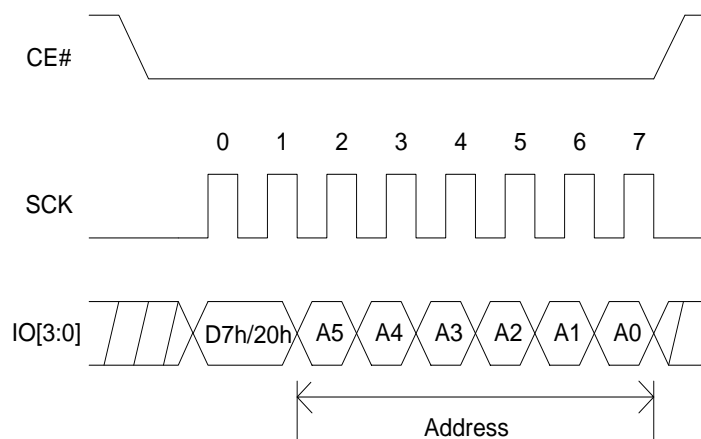 CE#
0 1 2 3 4 5 6 7
SCK
IO[3:0] D7h/20h A5 A4 A3 A2 A1 A0
Address